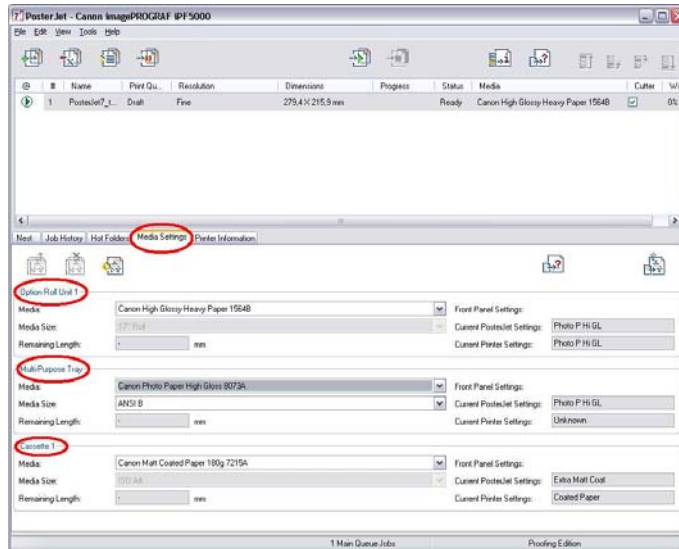 PosterJet - Canon imagePROGRAF iPF5000
File Edit View Tools Help
@ # Name Print Qu... Resolution Dimensions Progress Status Media Cutter
1 PosterJet7_t... Draft Fine 279,4 X 215,9 mm Ready Canon High Glossy Heavy Paper 1564B 0%
Nest Job History Hot Folders Media Settings Printer Information
Option Roll Unit 1
Media: Canon High Glossy Heavy Paper 1564B Front Panel Settings:
Media Size: 17" Roll Current PosterJet Settings: Photo P Hi GL
Remaining Length: - mm Current Printer Settings: Photo P Hi GL
Multi-Purpose Tray
Media: Canon Photo Paper High Gloss 8073A Front Panel Settings:
Media Size: ANSI B Current PosterJet Settings: Photo P Hi GL
Remaining Length: - mm Current Printer Settings: Unknown
Cassette 1
Media: Canon Matt Coated Paper 180g 7215A Front Panel Settings:
Media Size: ISO A4 Current PosterJet Settings: Extra Matt Coat
Remaining Length: - mm Current Printer Settings: Coated Paper
1 Main Queue Jobs Proofing Edition